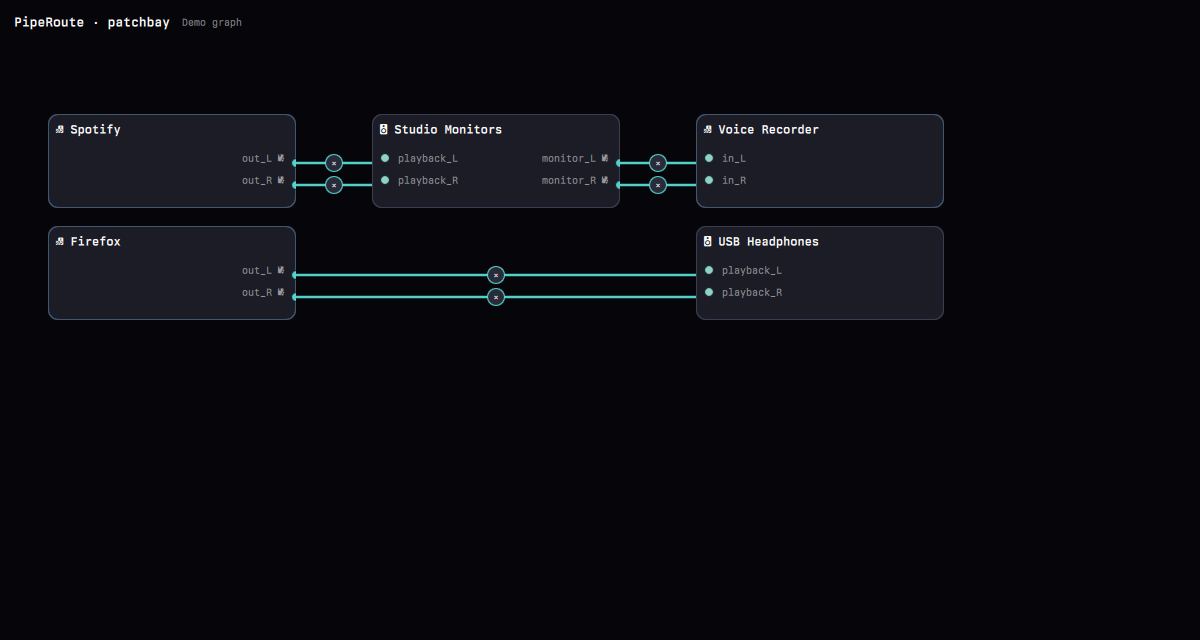 PipeRoute · patchbay Demo graph
Spotify
out_L
out_R
Studio Monitors
playback_L monitor_L
playback_R monitor_R
Voice Recorder
in_L
in_R
Firefox
out_L
out_R
USB Headphones
playback_L
playback_R